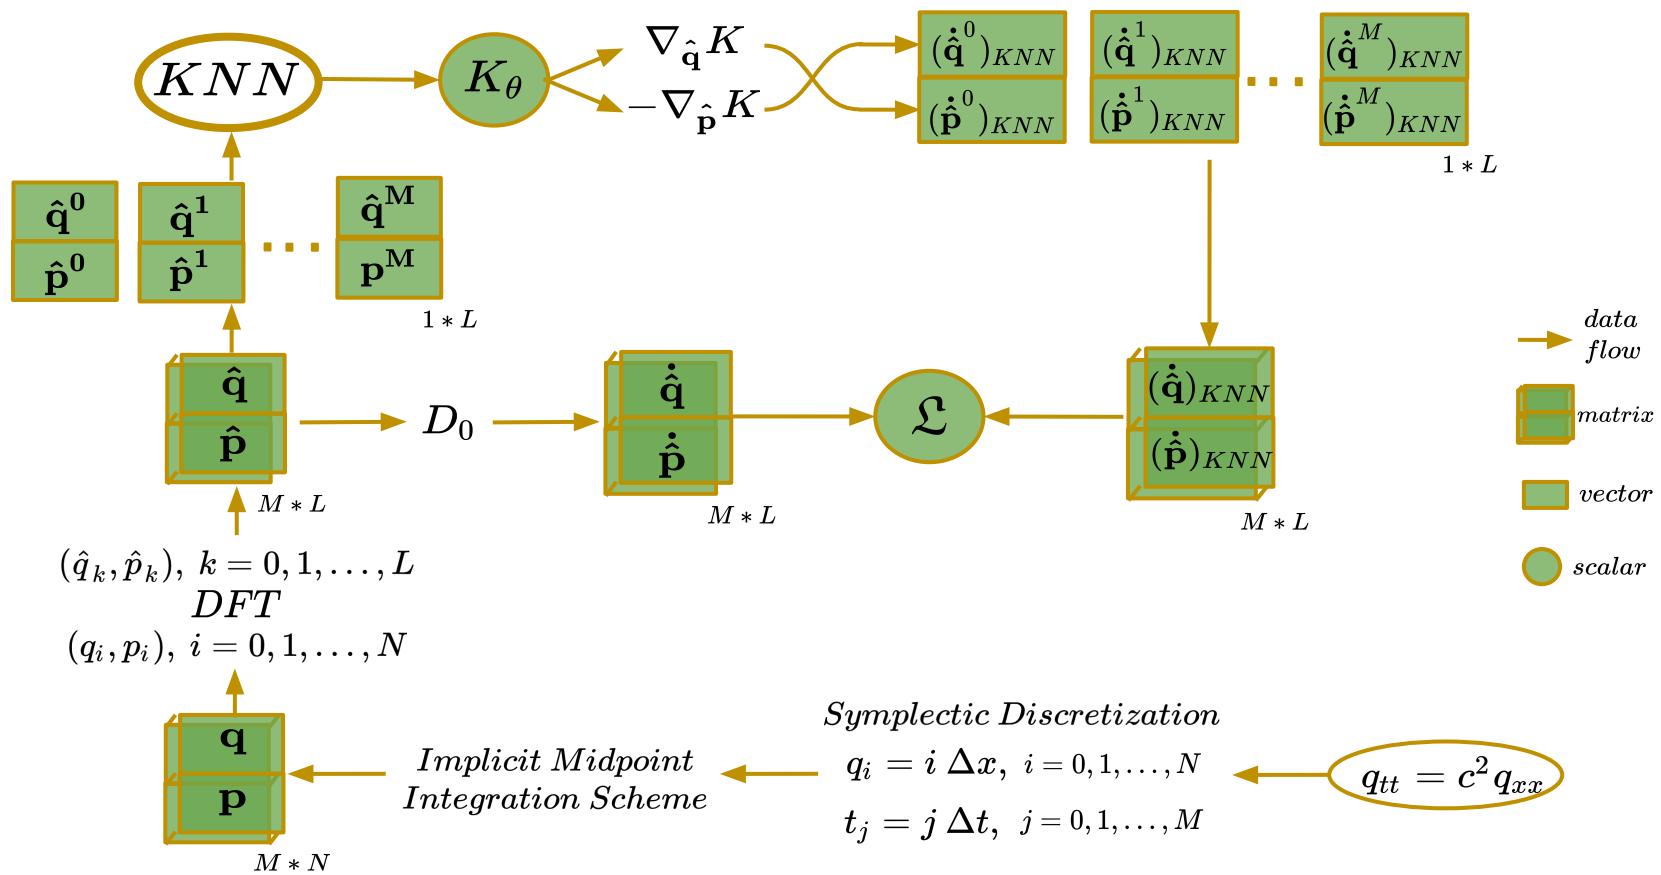 KNN
K_θ
∇_q̂ K
−∇_p̂ K
(q̂̇^0)_KNN
(p̂̇^0)_KNN
(q̂̇^1)_KNN
(p̂̇^1)_KNN
(q̂̇^M)_KNN
(p̂̇^M)_KNN
1 * L
q̂^0
p̂^0
q̂^1
p̂^1
q̂^M
p^M
1 * L
q̂
p̂
M * L
D_0
q̂̇
p̂̇
M * L
𝔏
(q̂̇)_KNN
(p̂̇)_KNN
M * L
data
flow
matrix
vector
scalar
(q̂_k, p̂_k), k = 0, 1, . . . , L
DFT
(q_i, p_i), i = 0, 1, . . . , N
q
p
M * N
Implicit Midpoint
Integration Scheme
Symplectic Discretization
q_i = i Δx, i = 0, 1, . . . , N
t_j = j Δt, j = 0, 1, . . . , M
q_tt = c^2 q_xx